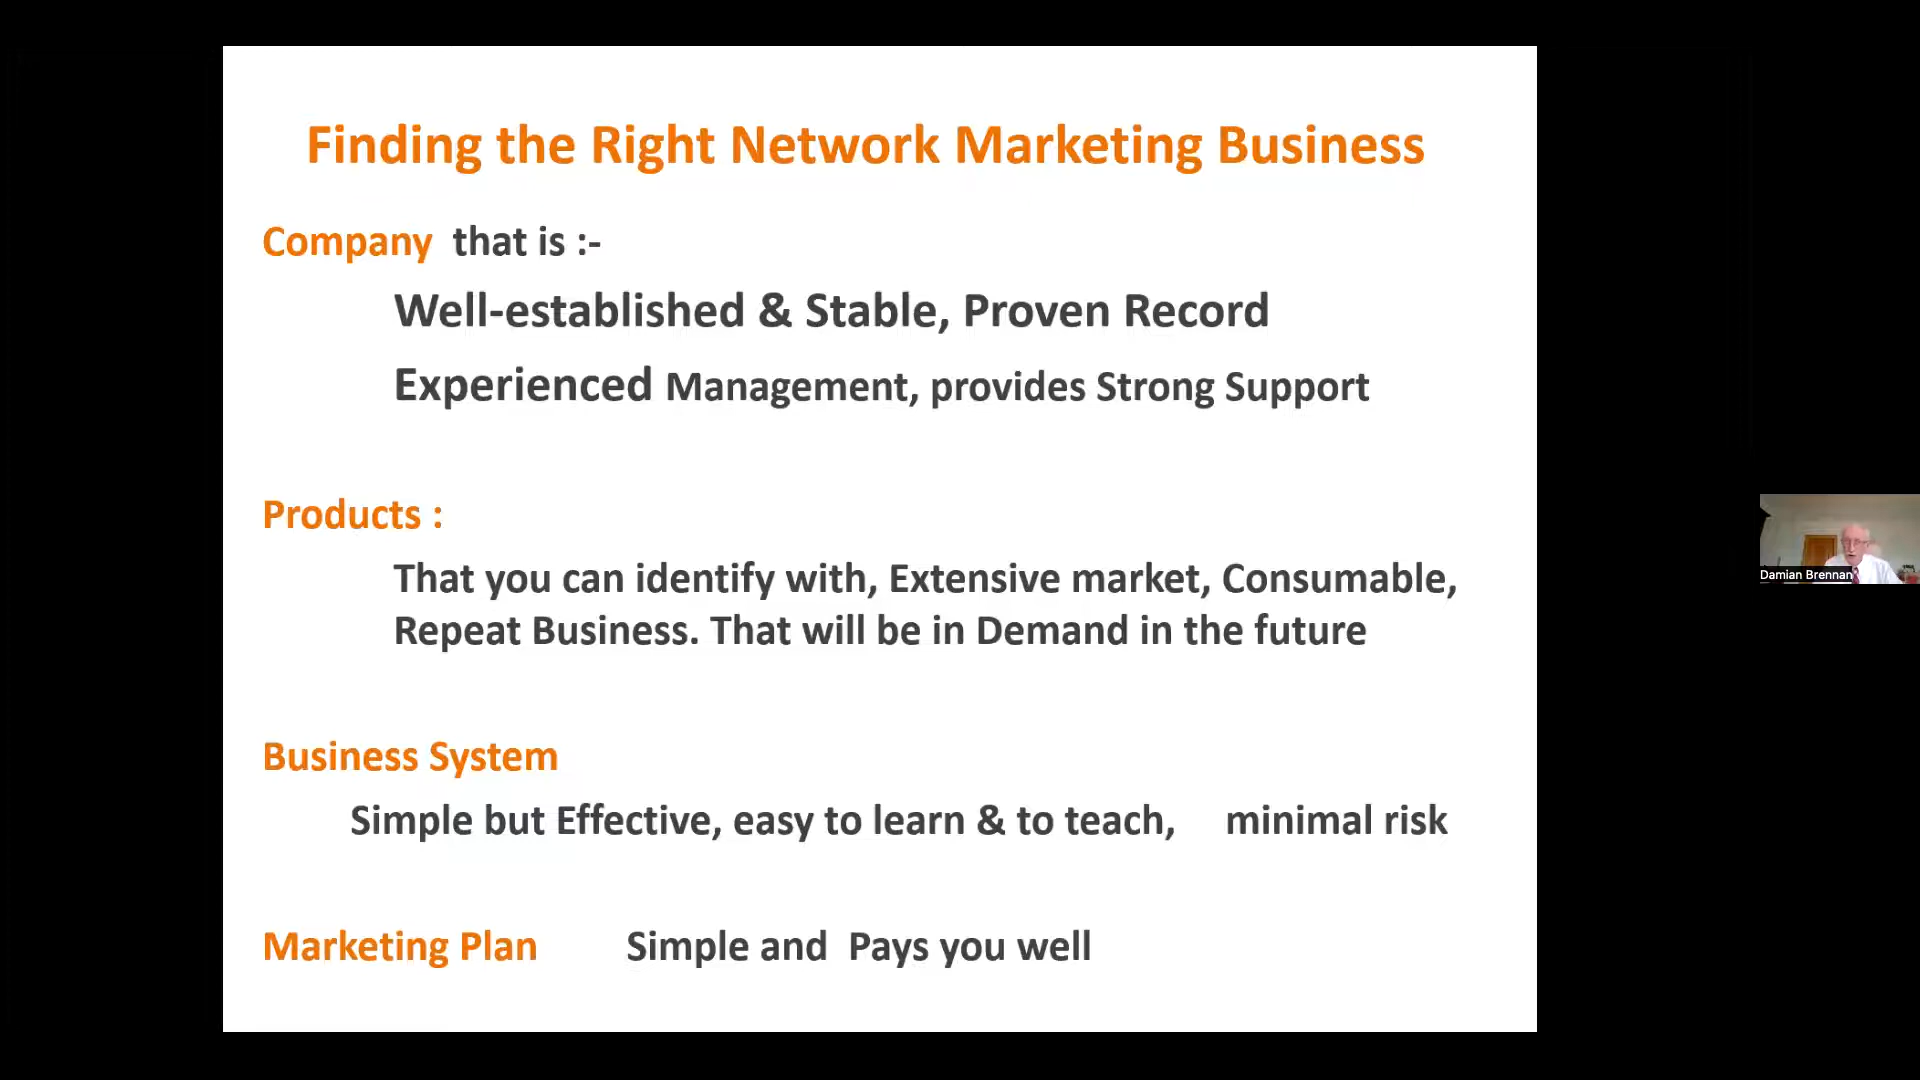 Finding the Right Network Marketing Business
Company that is :-
Well-established & Stable, Proven Record
Experienced Management, provides Strong Support
Products :
That you can identify with, Extensive market, Consumable,
Repeat Business. That will be in Demand in the future
Business System
Simple but Effective, easy to learn & to teach, minimal risk
Marketing Plan Simple and Pays you well
Damian Brennan